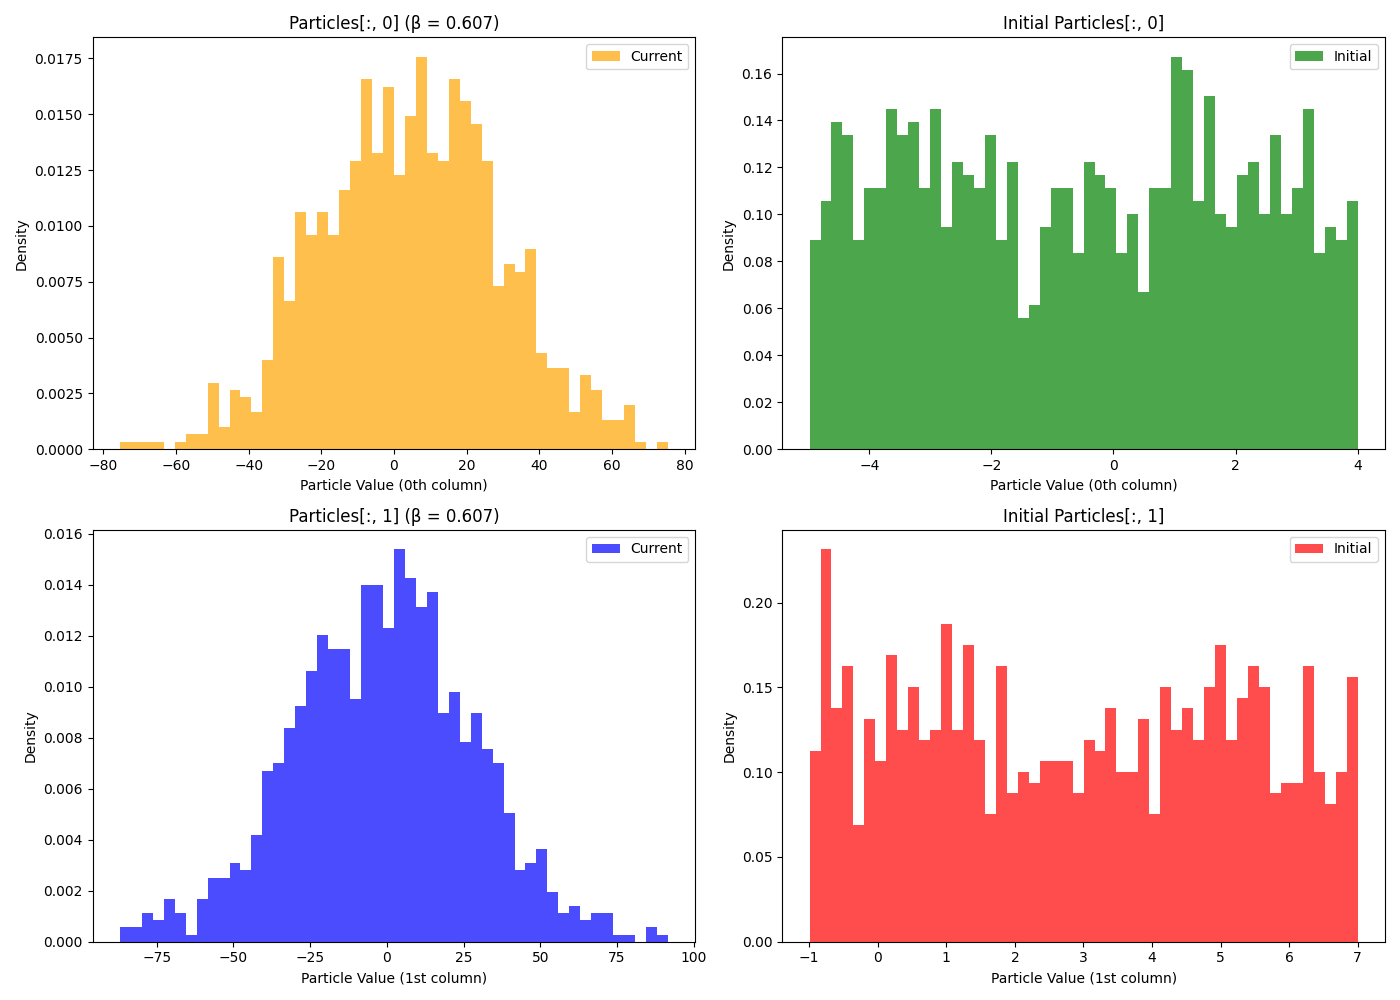 Particles[:, 0] (β = 0.607)
Current
0.0175
0.0150
0.0125
0.0100
0.0075
0.0050
0.0025
0.0000
Density
−80 −60 −40 −20 0 20 40 60 80
Particle Value (0th column)
Initial Particles[:, 0]
Initial
0.16
0.14
0.12
0.10
0.08
0.06
0.04
0.02
0.00
Density
−4 −2 0 2 4
Particle Value (0th column)
Particles[:, 1] (β = 0.607)
Current
0.016
0.014
0.012
0.010
0.008
0.006
0.004
0.002
0.000
Density
−75 −50 −25 0 25 50 75 100
Particle Value (1st column)
Initial Particles[:, 1]
Initial
0.20
0.15
0.10
0.05
0.00
Density
−1 0 1 2 3 4 5 6 7
Particle Value (1st column)